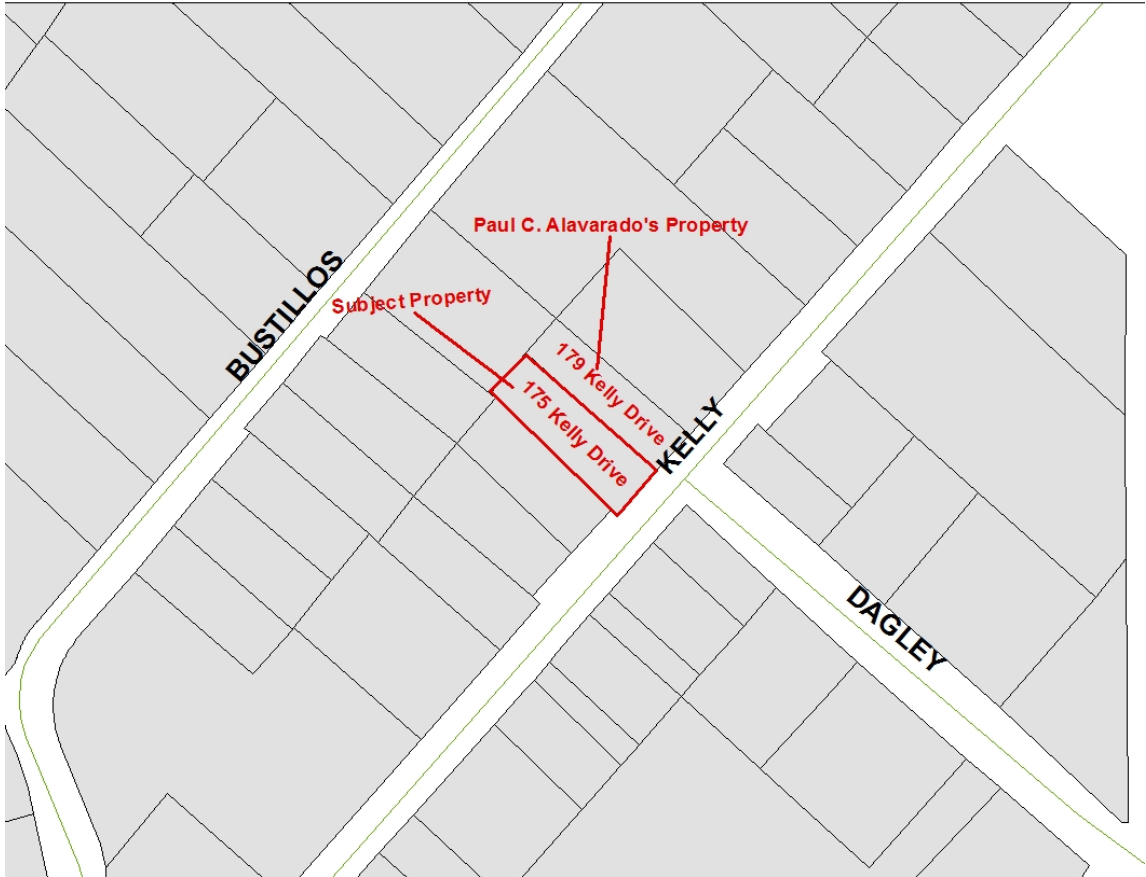 Paul C. Alavarado's Property
Subject Property
BUSTILLOS
179 Kelly Drive
175 Kelly Drive
KELLY
DAGLEY